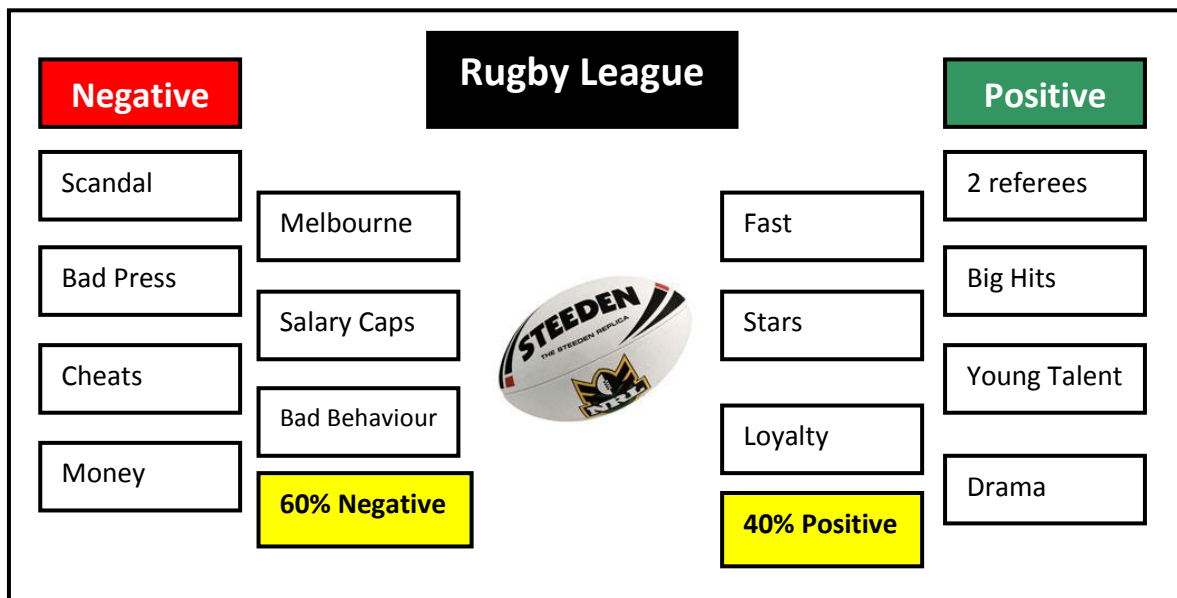 Rugby League
Negative
Positive
Scandal
2 referees
Melbourne
Fast
Bad Press
Big Hits
Salary Caps
STEEDEN
THE STEEDEN REPLICA
Stars
Cheats
Young Talent
NRL
Bad Behaviour
Loyalty
Money
Drama
60% Negative
40% Positive